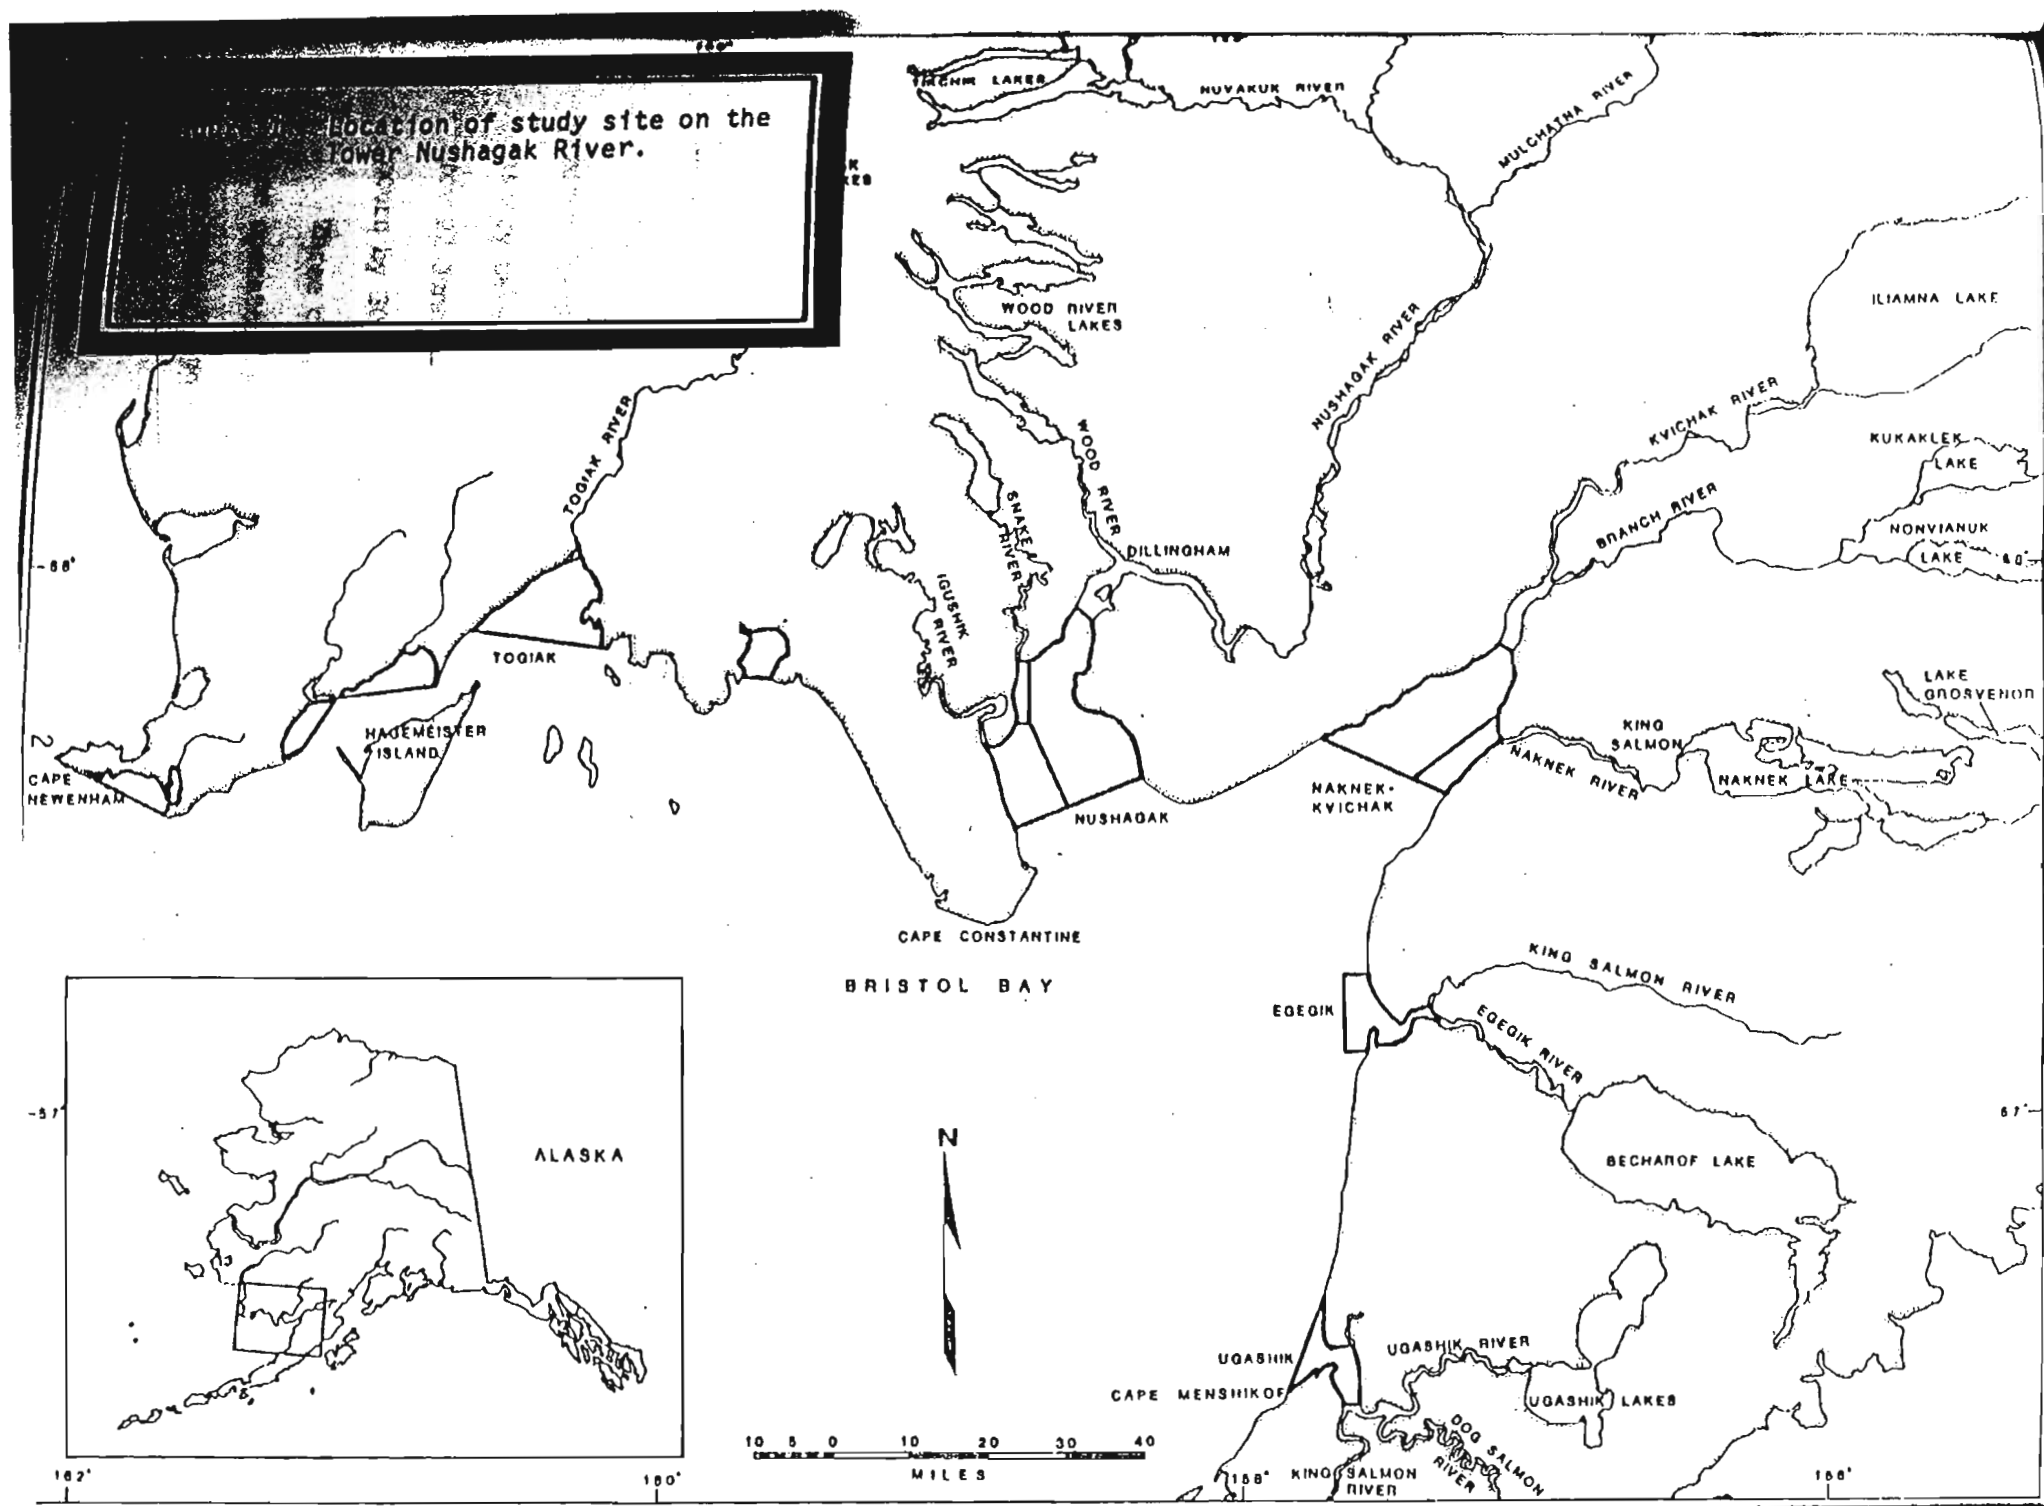 Location of study site on the
lower Nushagak River.
LAKES
NUYAKUK RIVER
MULCHATNA RIVER
WOOD RIVER
LAKES
NUSHAGAK RIVER
ILIAMNA LAKE
KVICHAK RIVER
KUKAKLEK
LAKE
BRANCH RIVER
NONVIANUK
LAKE
TOGIAK RIVER
WOOD RIVER
SNAKE
RIVER
DILLINGHAM
IGUSHIK
RIVER
TOGIAK
HAGEMEISTER
ISLAND
CAPE
NEWENHAM
NUSHAGAK
NAKNEK-
KVICHAK
KING
SALMON
NAKNEK RIVER
NAKNEK LAKE
LAKE
GROSVENOR
CAPE CONSTANTINE
BRISTOL BAY
EGEGIK
KING SALMON RIVER
EGEGIK RIVER
BECHAROF LAKE
ALASKA
N
UGASHIK
CAPE MENSHIKOF
UGASHIK RIVER
UGASHIK LAKES
DOG SALMON
RIVER
KING SALMON
RIVER
10 5 0 10 20 30 40
MILES
162°
160°
158°
156°
2